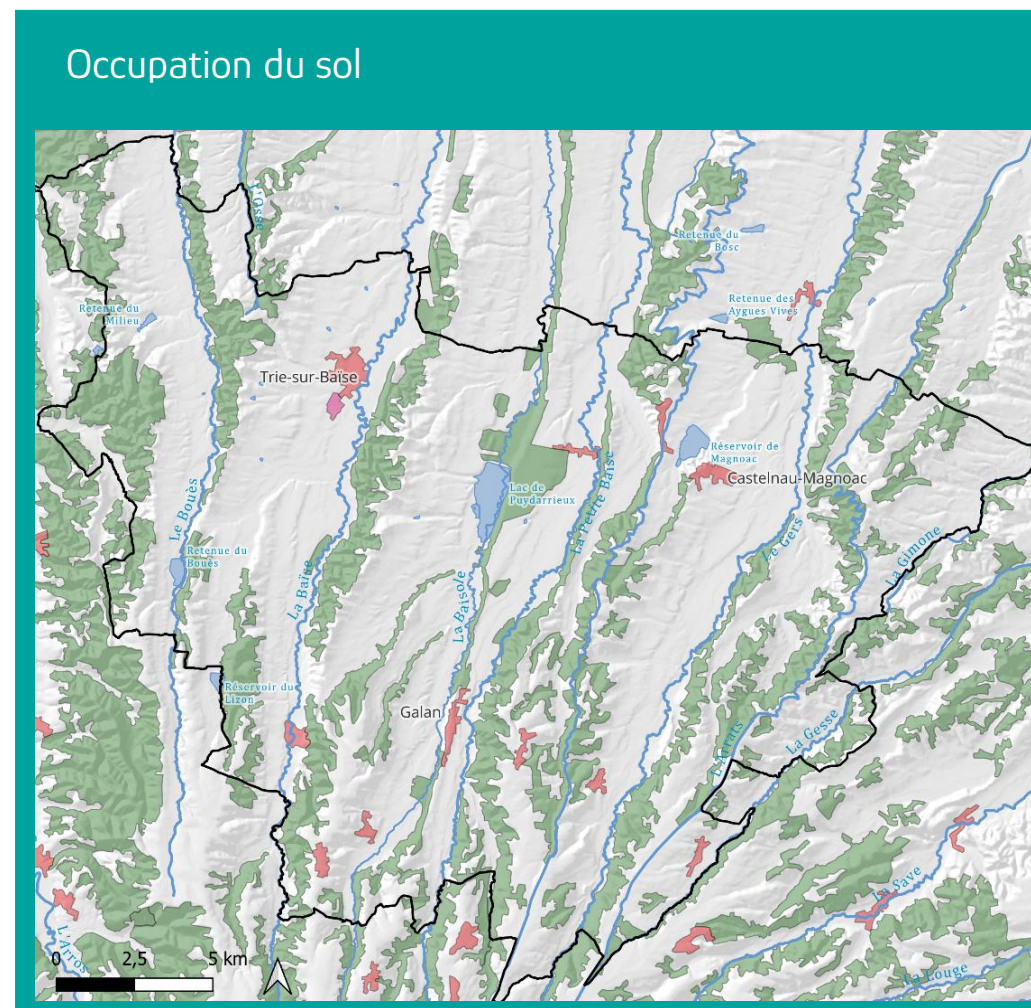 Occupation du sol
L'Osse
Retenue du
Bosc
Retenue du
Milieu
Retenue des
Aygues Vives
Trie-sur-Baïse
Réservoir de
Magnoac
Castelnau-Magnoac
Lac de
Puydarrieux
La Petite Baïse
Le Bouès
Le Gers
Retenue du
Bouès
La Gimone
La Baïse
La Baïsole
Réservoir du
Lizon
Galan
L'Arrats
La Gesse
La Save
L'Arros
La Louge
0 2,5 5 km